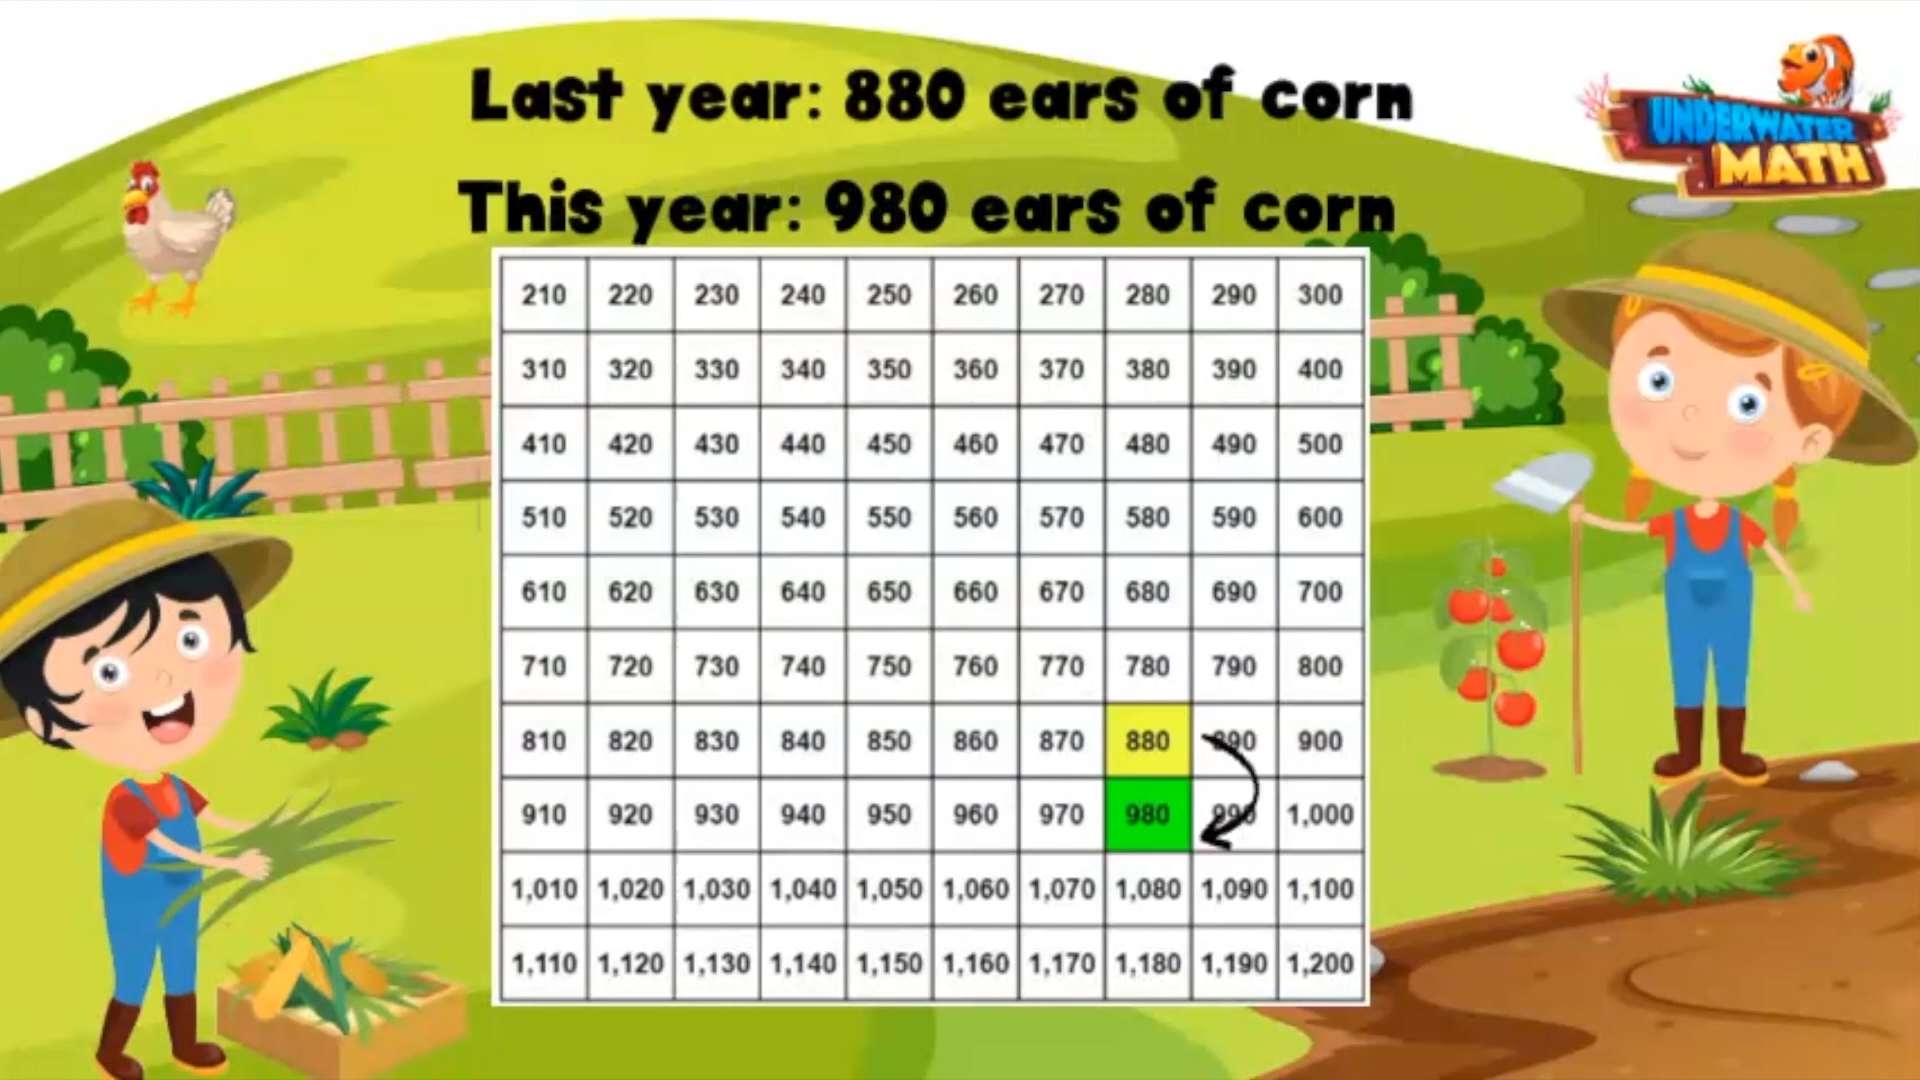 Last year: 880 ears of corn
UNDERWATER
MATH
This year: 980 ears of corn
210 220 230 240 250 260 270 280 290 300
310 320 330 340 350 360 370 380 390 400
410 420 430 440 450 460 470 480 490 500
510 520 530 540 550 560 570 580 590 600
610 620 630 640 650 660 670 680 690 700
710 720 730 740 750 760 770 780 790 800
810 820 830 840 850 860 870 880 890 900
910 920 930 940 950 960 970 980 990 1,000
1,010 1,020 1,030 1,040 1,050 1,060 1,070 1,080 1,090 1,100
1,110 1,120 1,130 1,140 1,150 1,160 1,170 1,180 1,190 1,200